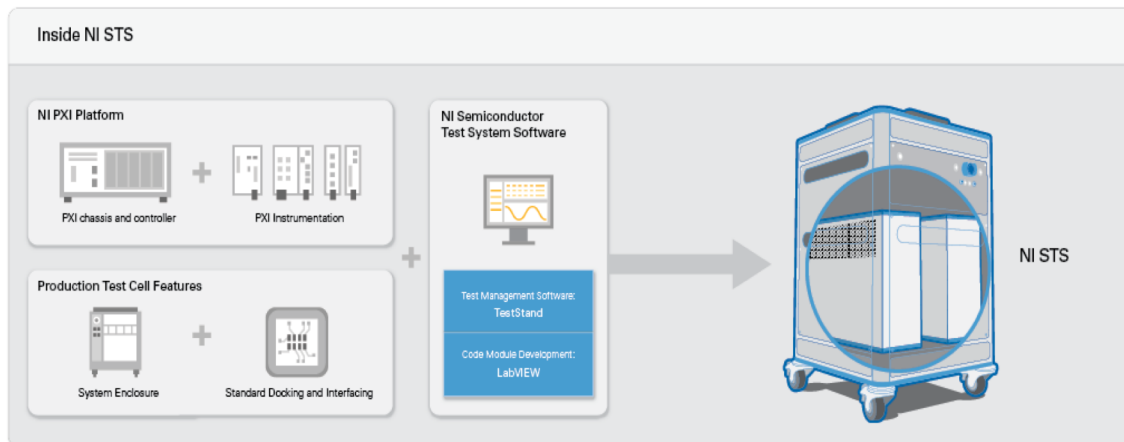 Inside NI STS
NI PXI Platform
PXI chassis and controller
PXI Instrumentation
Production Test Cell Features
System Enclosure
Standard Docking and Interfacing
NI Semiconductor
Test System Software
Test Management Software:
TestStand
Code Module Development:
LabVIEW
NI STS